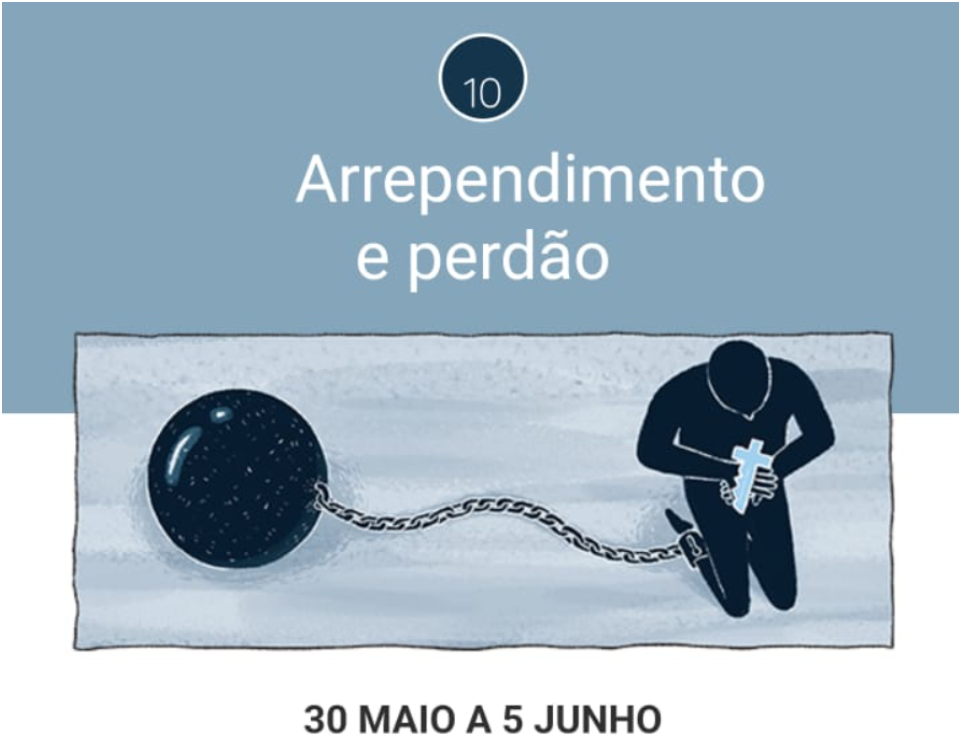 10
Arrependimento
e perdão
30 MAIO A 5 JUNHO